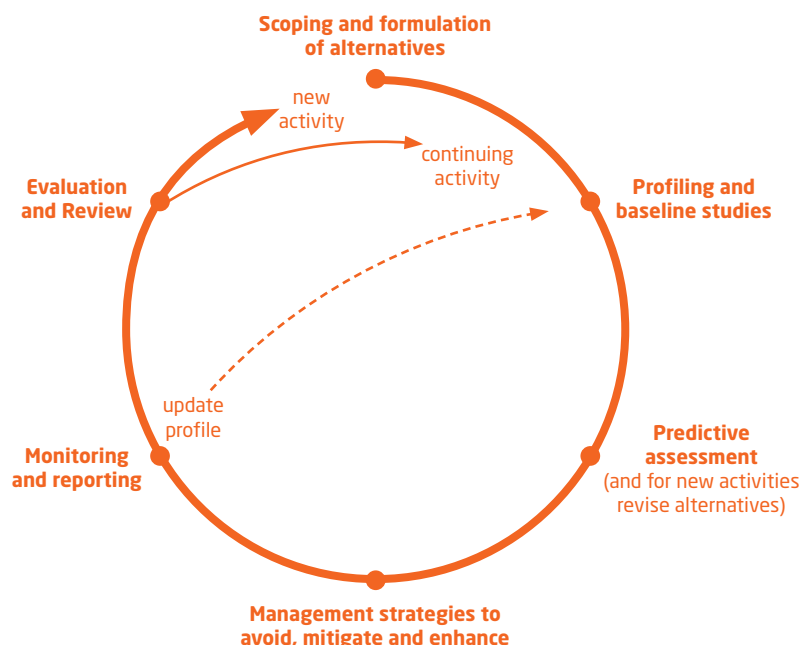 Scoping and formulation
of alternatives
new
activity
continuing
activity
Evaluation
and Review
Profiling and
baseline studies
update
profile
Monitoring
and reporting
Predictive
assessment
(and for new activities
revise alternatives)
Management strategies to
avoid, mitigate and enhance